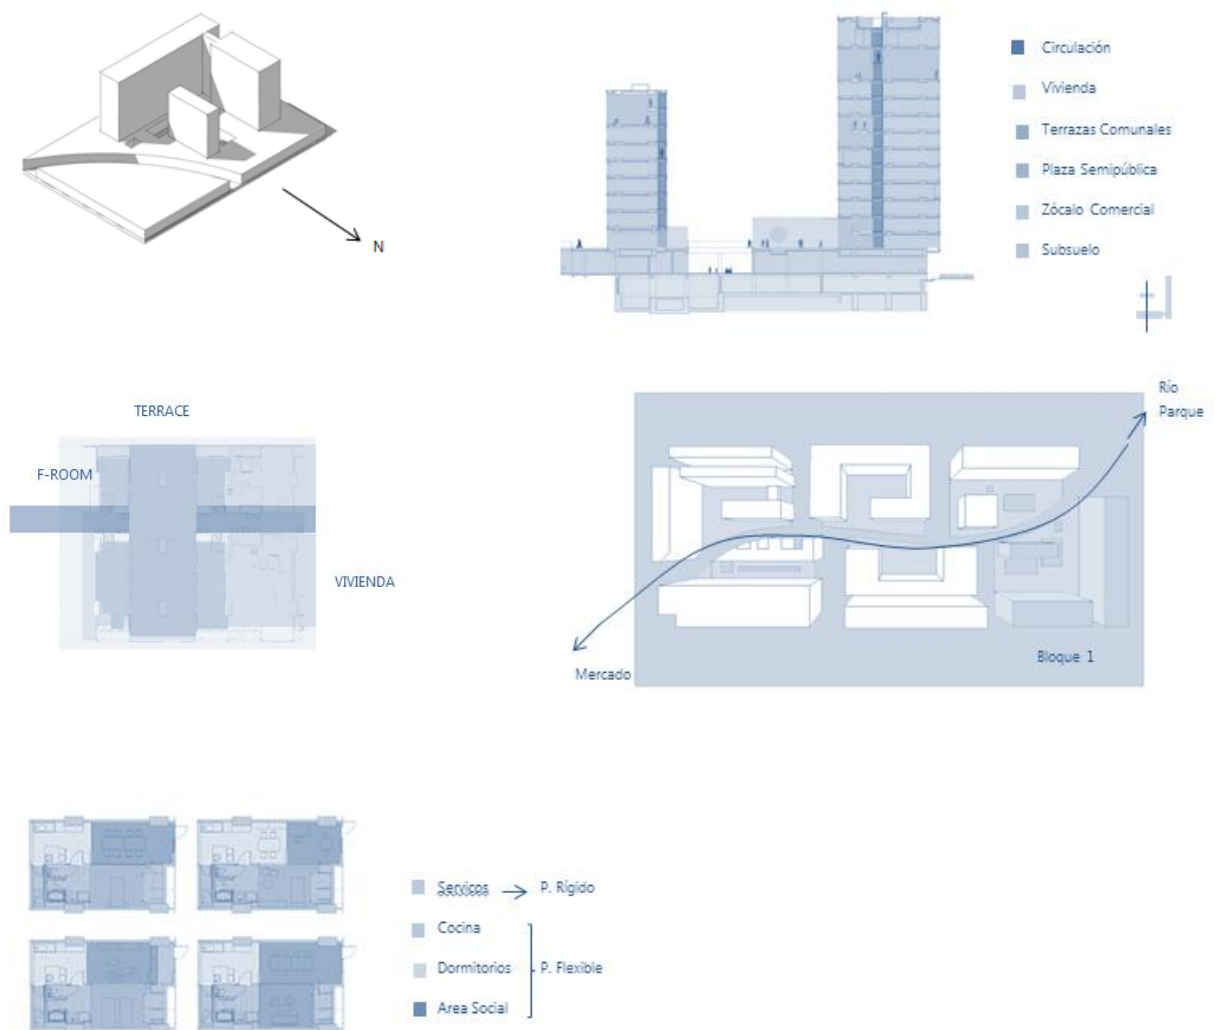 N
Circulación
Vivienda
Terrazas Comunales
Plaza Semipública
Zócalo Comercial
Subsuelo
TERRACE
F-ROOM
VIVIENDA
Río
Parque
Mercado
Bloque 1
Servicos
P. Rígido
Cocina
Dormitorios
P. Flexible
Area Social